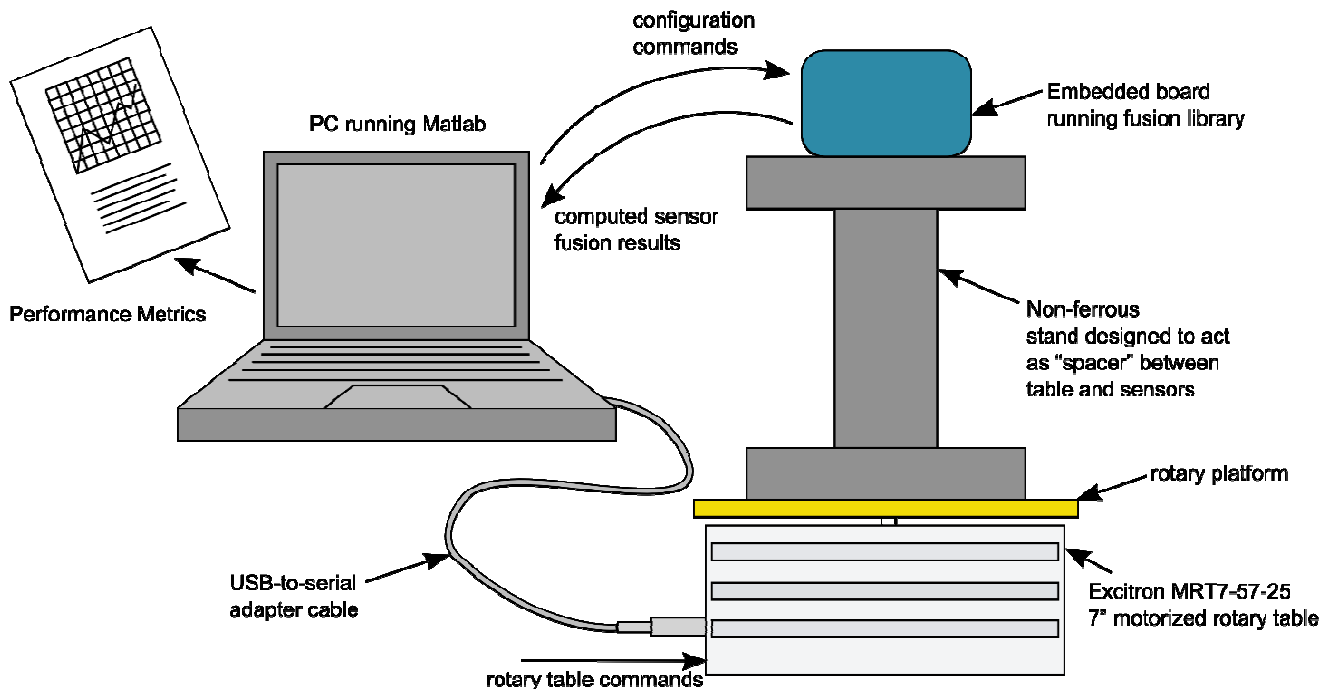 configuration
commands
PC running Matlab
Embedded board
running fusion library
computed sensor
fusion results
Performance Metrics
Non-ferrous
stand designed to act
as “spacer” between
table and sensors
rotary platform
USB-to-serial
adapter cable
Excitron MRT7-57-25
7” motorized rotary table
rotary table commands